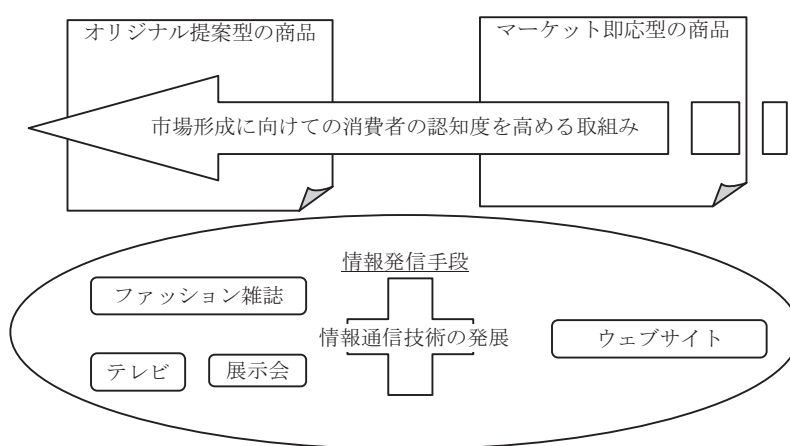 オリジナル提案型の商品
マーケット即応型の商品
市場形成に向けての消費者の認知度を高める取組み
情報発信手段
ファッション雑誌
情報通信技術の発展
ウェブサイト
テレビ
展示会